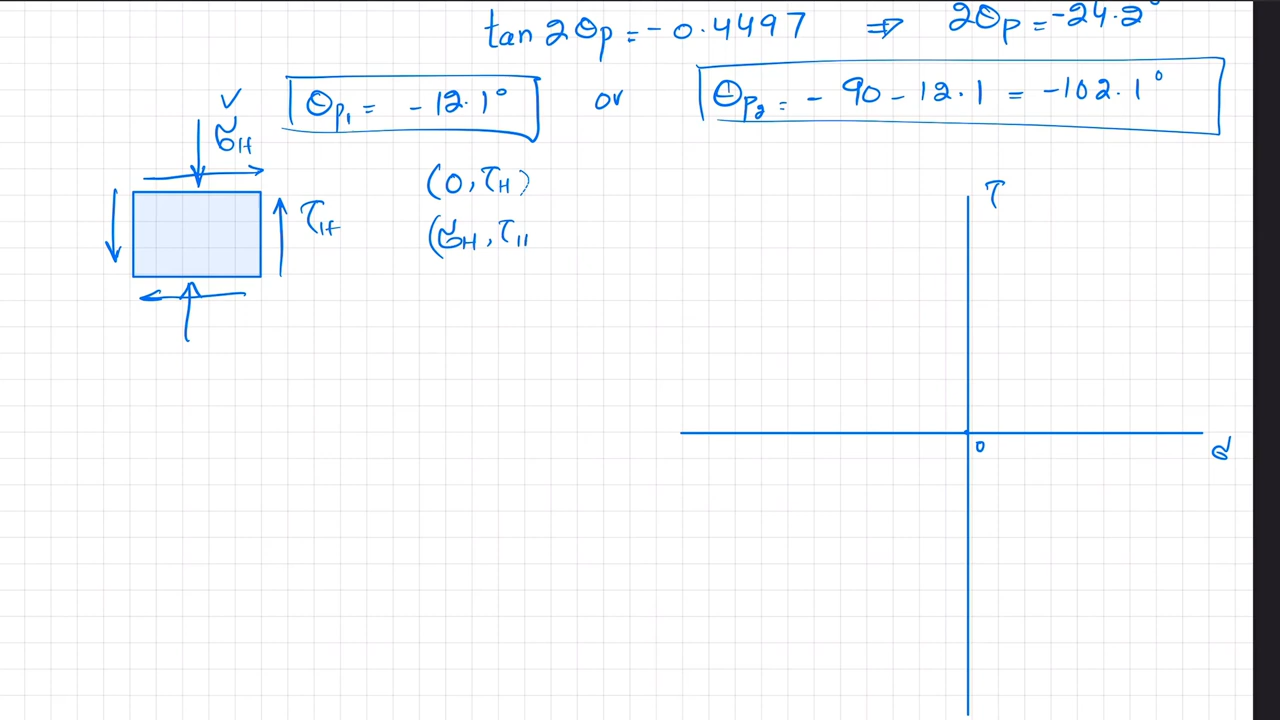 tan 2θp = -0.4497 ⇒ 2θp = -24.2°
θp₁ = -12.1° or θp₂ = - 90 - 12.1 = -102.1°
σH
τH
(0, τH)
(σH, τH
τ
0
σ